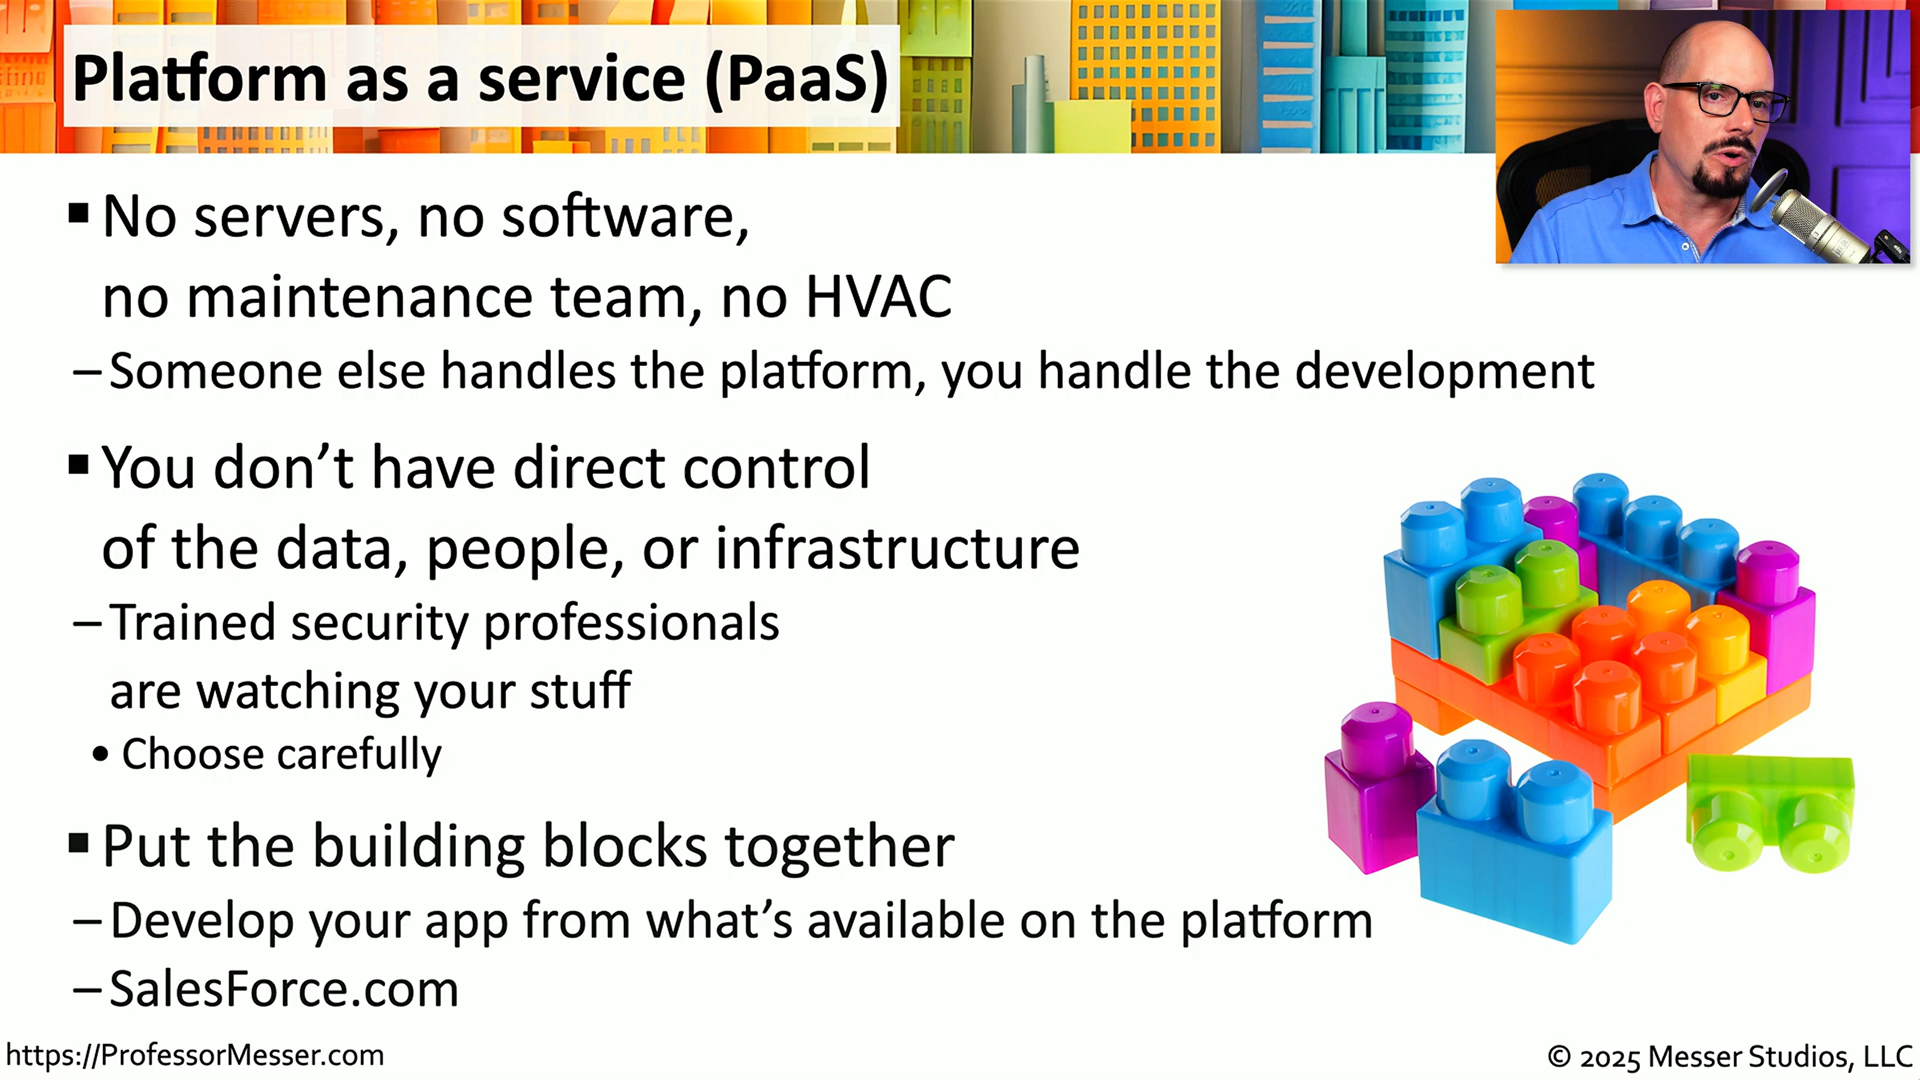 Platform as a service (PaaS)
▪ No servers, no software,
no maintenance team, no HVAC
– Someone else handles the platform, you handle the development
▪ You don’t have direct control
of the data, people, or infrastructure
– Trained security professionals
are watching your stuff
• Choose carefully
▪ Put the building blocks together
– Develop your app from what’s available on the platform
– SalesForce.com
https://ProfessorMesser.com
© 2025 Messer Studios, LLC